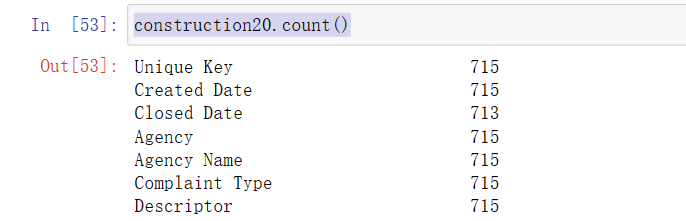 In [53]: construction20.count()
Out[53]: Unique Key 715
Created Date 715
Closed Date 713
Agency 715
Agency Name 715
Complaint Type 715
Descriptor 715